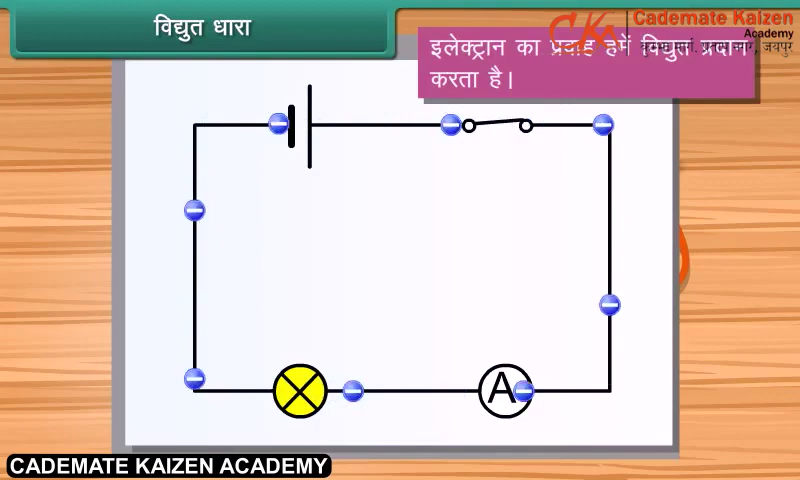 विद्युत धारा
Cademate Kaizen
Academy
इलेक्ट्रान का प्रवाह हमें विद्युत प्रदान
करता है।
A
CADEMATE KAIZEN ACADEMY